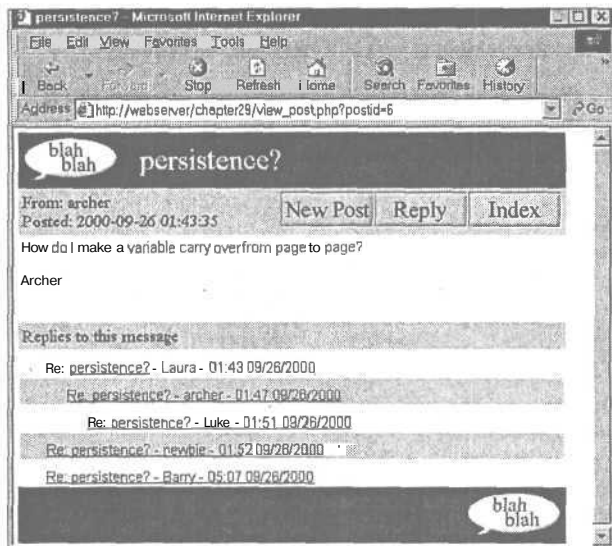 persistence? - Microsoft Internet Explorer
File Edit View Favorites Tools Help
Back Forward Stop Refresh Home Search Favorites History
Address http://webserver/chapter29/view_post.php?postid=6 Go
blah
blah
persistence?
From: archer
Posted: 2000-09-26 01:43:35
New Post Reply Index
How do I make a variable carry overfrom page to page?
Archer
Replies to this message
Re: persistence? - Laura - 01:43 09/26/2000
Re: persistence? - archer - 01:47 09/26/2000
Re: persistence? - Luke - 01:51 09/26/2000
Re: persistence? - newbie - 01:52 09/26/2000
Re: persistence? - Barry - 05:07 09/26/2000
blah
blah